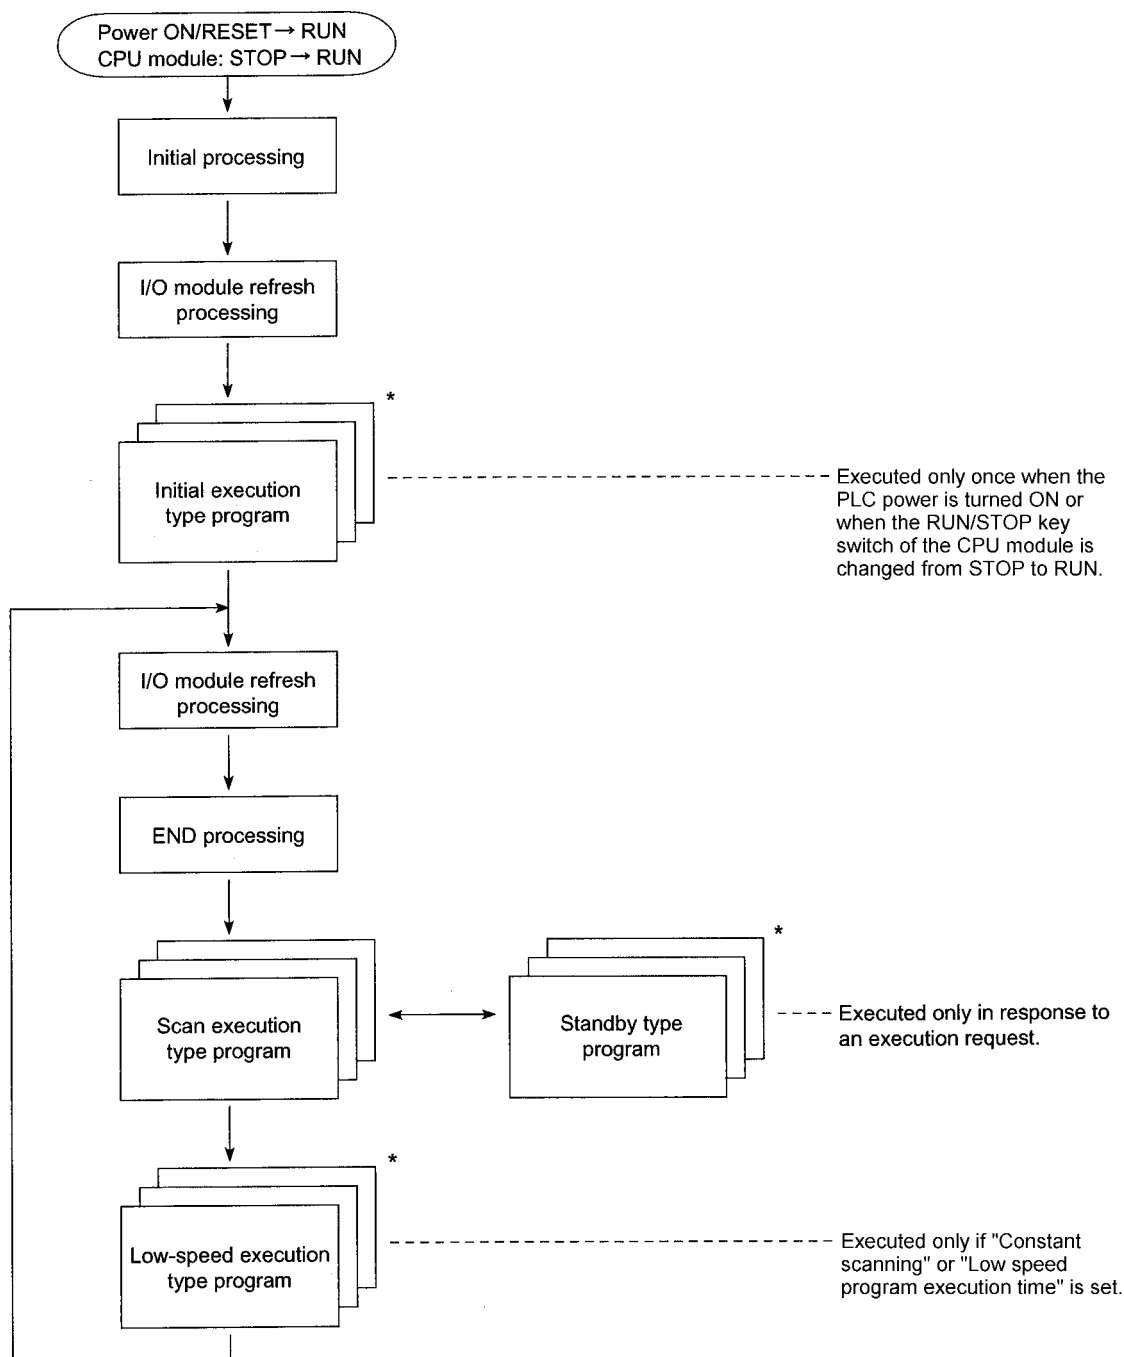 Power ON/RESET → RUN
CPU module: STOP → RUN
Initial processing
I/O module refresh
processing
*
Initial execution
type program
Executed only once when the
PLC power is turned ON or
when the RUN/STOP key
switch of the CPU module is
changed from STOP to RUN.
I/O module refresh
processing
END processing
Scan execution
type program
*
Standby type
program
Executed only in response to
an execution request.
*
Low-speed execution
type program
Executed only if "Constant
scanning" or "Low speed
program execution time" is set.